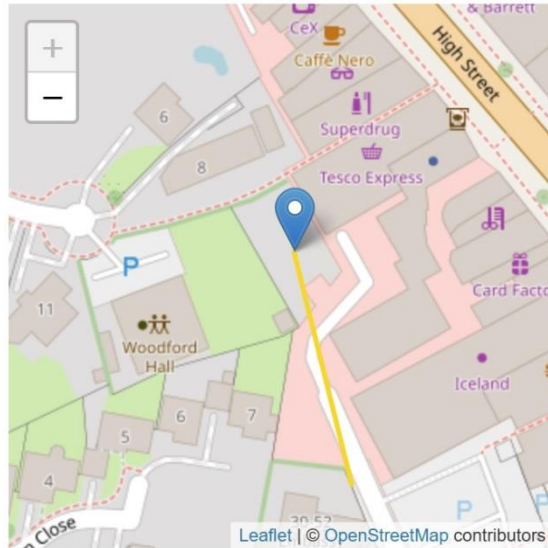 & Barrett
CeX
High Street
Caffè Nero
6
Superdrug
8
Tesco Express
P
11
Card Facto
Woodford
Hall
Iceland
6
7
5
4
P
P
30-52
Close
Leaflet | © OpenStreetMap contributors